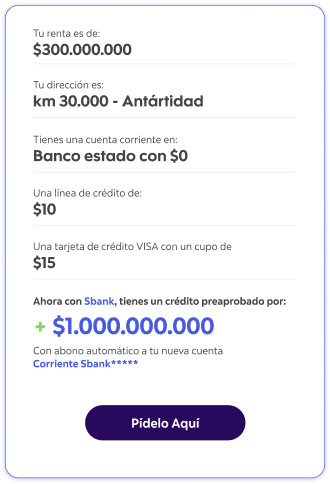 Tu renta es de:
$300.000.000
Tu dirección es:
km 30.000 - Antártidad
Tienes una cuenta corriente en:
Banco estado con $0
Una línea de crédito de:
$10
Una tarjeta de crédito VISA con un cupo de
$15
Ahora con Sbank, tienes un crédito preaprobado por:
+ $1.000.000.000
Con abono automático a tu nueva cuenta
Corriente Sbank*****
Pídelo Aquí